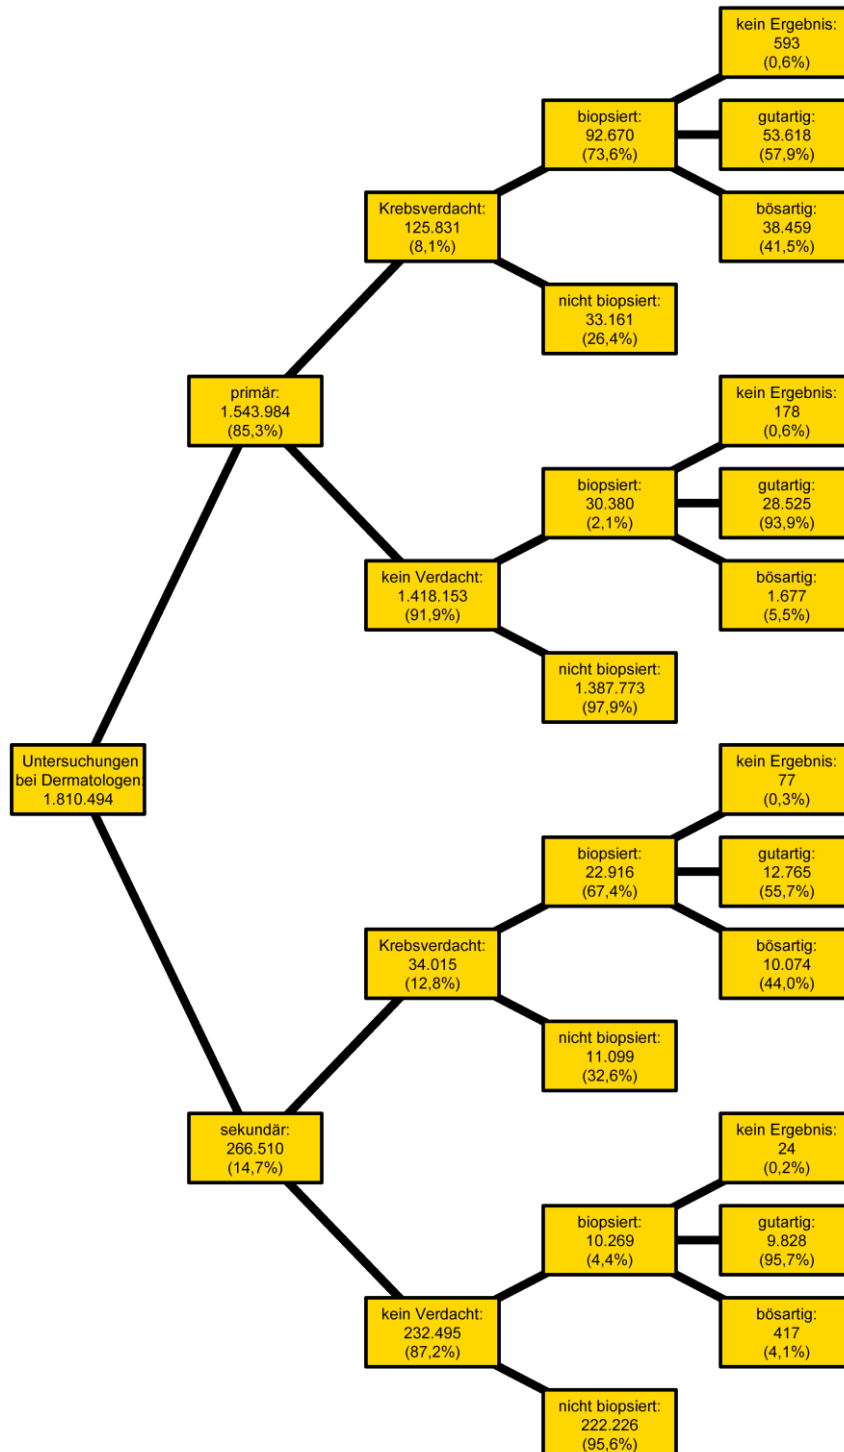 kein Ergebnis:
593
(0,6%)
biopsiert:
92.670
(73,6%)
gutartig:
53.618
(57,9%)
Krebsverdacht:
125.831
(8,1%)
bösartig:
38.459
(41,5%)
nicht biopsiert:
33.161
(26,4%)
primär:
1.543.984
(85,3%)
kein Ergebnis:
178
(0,6%)
biopsiert:
30.380
(2,1%)
gutartig:
28.525
(93,9%)
kein Verdacht:
1.418.153
(91,9%)
bösartig:
1.677
(5,5%)
nicht biopsiert:
1.387.773
(97,9%)
Untersuchungen
bei Dermatologen:
1.810.494
kein Ergebnis:
77
(0,3%)
biopsiert:
22.916
(67,4%)
gutartig:
12.765
(55,7%)
Krebsverdacht:
34.015
(12,8%)
bösartig:
10.074
(44,0%)
nicht biopsiert:
11.099
(32,6%)
sekundär:
266.510
(14,7%)
kein Ergebnis:
24
(0,2%)
biopsiert:
10.269
(4,4%)
gutartig:
9.828
(95,7%)
kein Verdacht:
232.495
(87,2%)
bösartig:
417
(4,1%)
nicht biopsiert:
222.226
(95,6%)